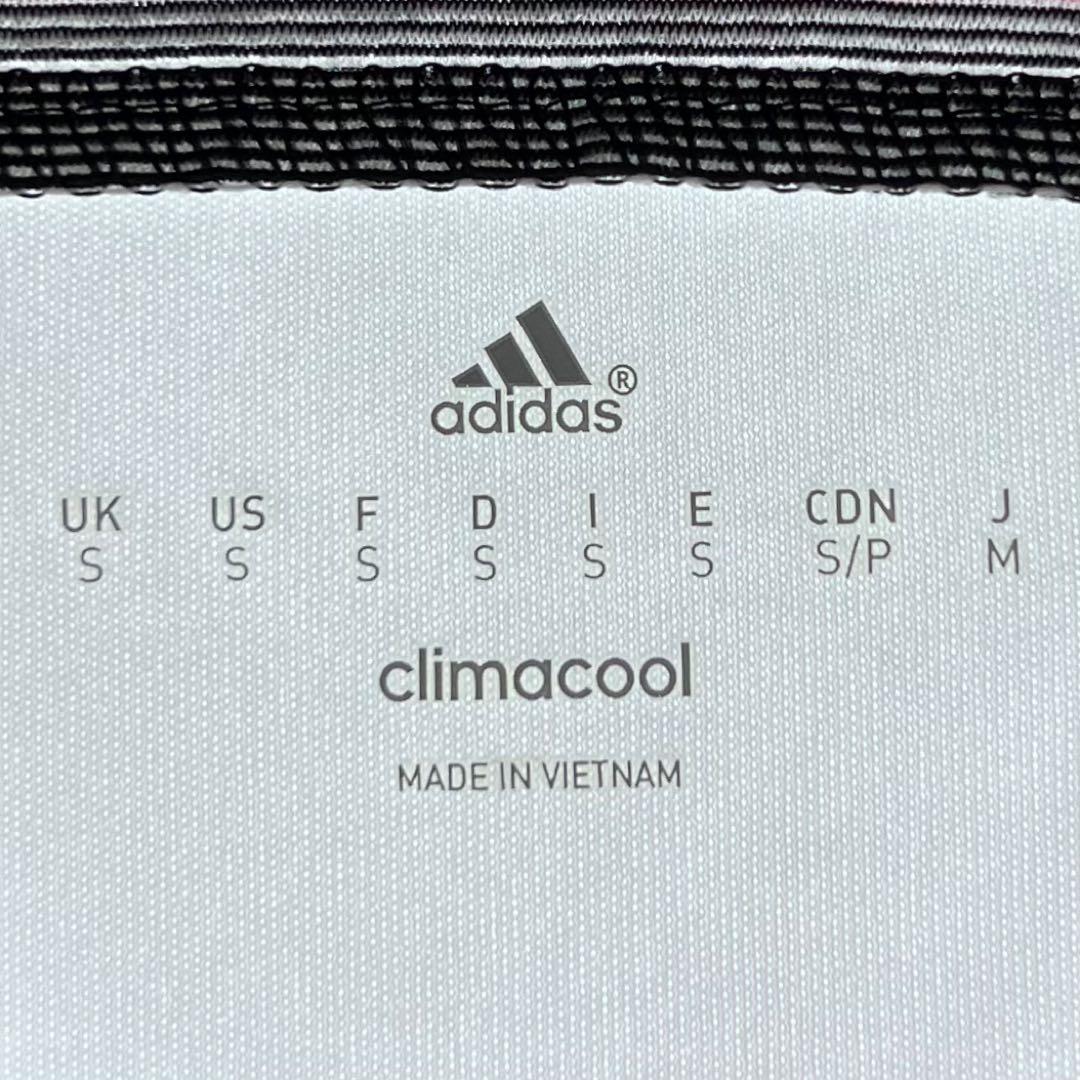 adidas®
UK US F D I E CDN J
S S S S S S S/P M
climacool
MADE IN VIETNAM